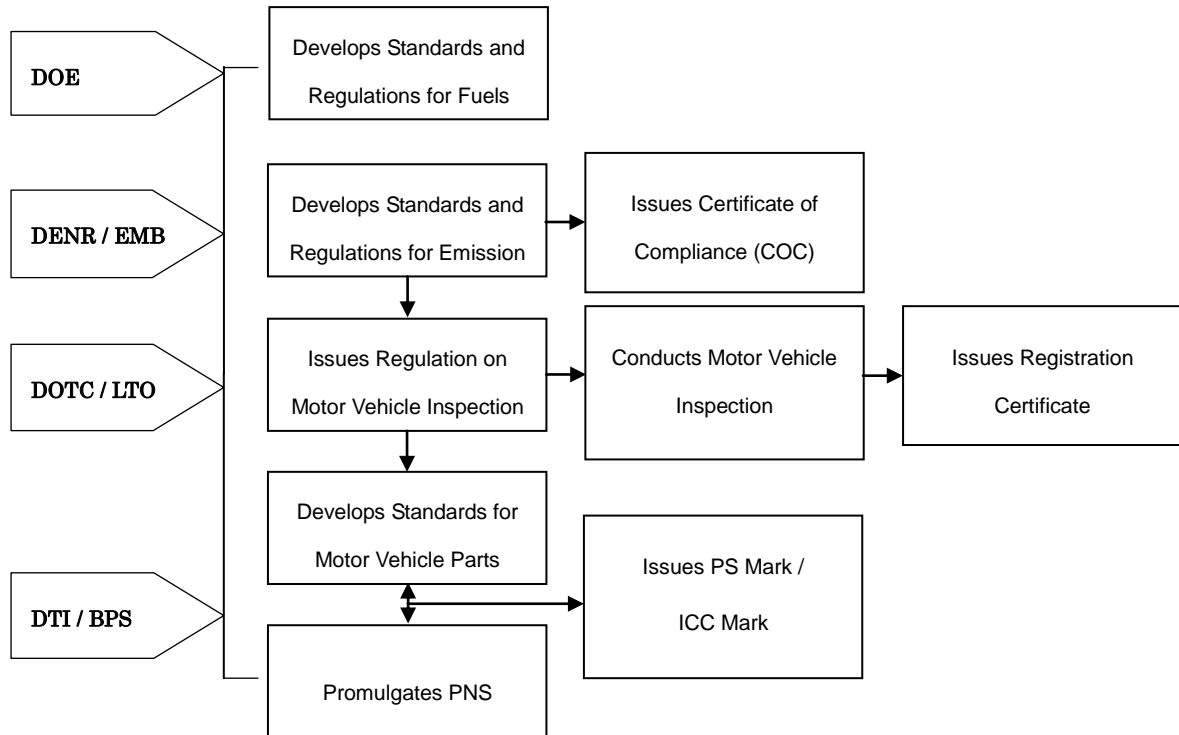 DOE
Develops Standards and
Regulations for Fuels
DENR / EMB
Develops Standards and
Regulations for Emission
Issues Certificate of
Compliance (COC)
DOTC / LTO
Issues Regulation on
Motor Vehicle Inspection
Conducts Motor Vehicle
Inspection
Issues Registration
Certificate
Develops Standards for
Motor Vehicle Parts
DTI / BPS
Issues PS Mark /
ICC Mark
Promulgates PNS